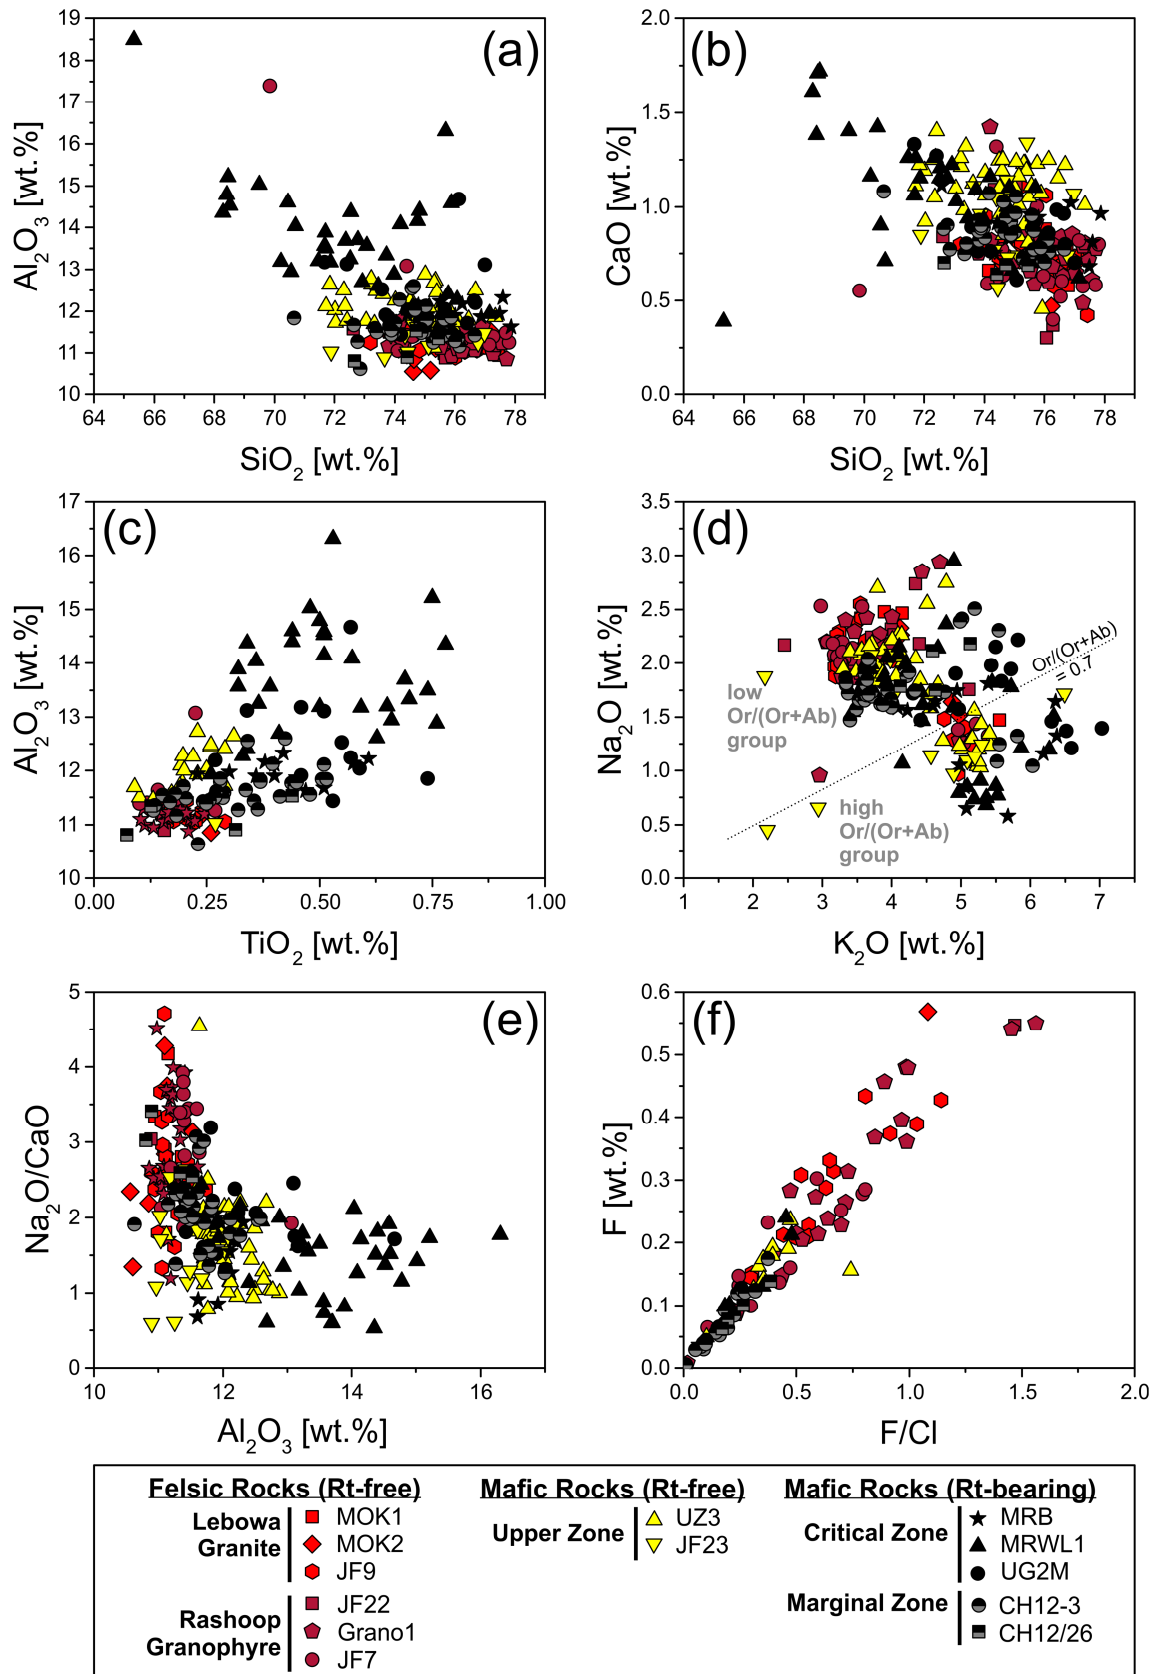 19
18
17
16
15
14
13
12
11
10
Al2O3 [wt.%]
(a)
64 66 68 70 72 74 76 78
SiO2 [wt.%]
2.0
1.5
1.0
0.5
0.0
CaO [wt.%]
(b)
64 66 68 70 72 74 76 78
SiO2 [wt.%]
17
16
15
14
13
12
11
10
Al2O3 [wt.%]
(c)
0.00 0.25 0.50 0.75 1.00
TiO2 [wt.%]
3.5
3.0
2.5
2.0
1.5
1.0
0.5
0.0
Na2O [wt.%]
(d)
Or/(Or+Ab)
= 0.7
low
Or/(Or+Ab)
group
high
Or/(Or+Ab)
group
1 2 3 4 5 6 7
K2O [wt.%]
5
4
3
2
1
0
Na2O/CaO
(e)
10 12 14 16
Al2O3 [wt.%]
0.6
0.5
0.4
0.3
0.2
0.1
0.0
F [wt.%]
(f)
0.0 0.5 1.0 1.5 2.0
F/Cl
Felsic Rocks (Rt-free)
Lebowa
Granite
MOK1
MOK2
JF9
Rashoop
Granophyre
JF22
Grano1
JF7
Mafic Rocks (Rt-free)
Upper Zone
UZ3
JF23
Mafic Rocks (Rt-bearing)
Critical Zone
MRB
MRWL1
UG2M
Marginal Zone
CH12-3
CH12/26